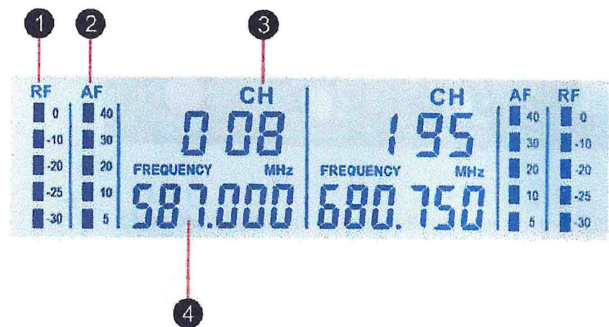 1 2 3
RF AF CH CH AF RF
0 40 008 195 40 0
-10 30 30 -10
-20 20 FREQUENCY MHz FREQUENCY MHz 20 -20
-25 10 587.000 680.750 10 -25
-30 5 5 -30
4